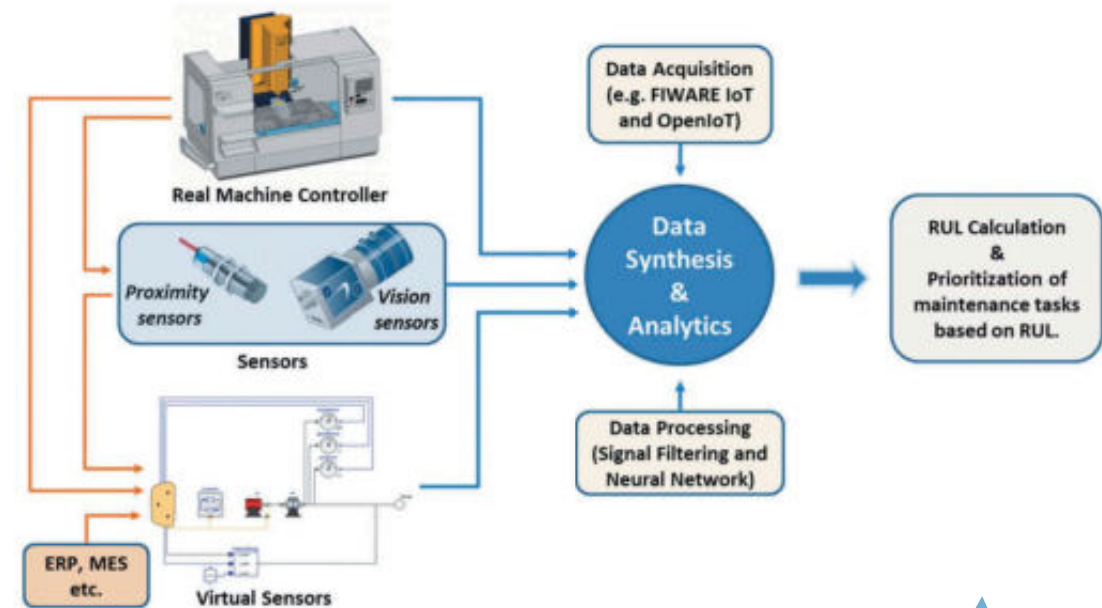 Real Machine Controller
Proximity
sensors
Vision
sensors
Sensors
ERP, MES
etc.
Virtual Sensors
Data Acquisition
(e.g. FIWARE IoT
and OpenIoT)
Data
Synthesis
&
Analytics
Data Processing
(Signal Filtering and
Neural Network)
RUL Calculation
&
Prioritization of
maintenance tasks
based on RUL.